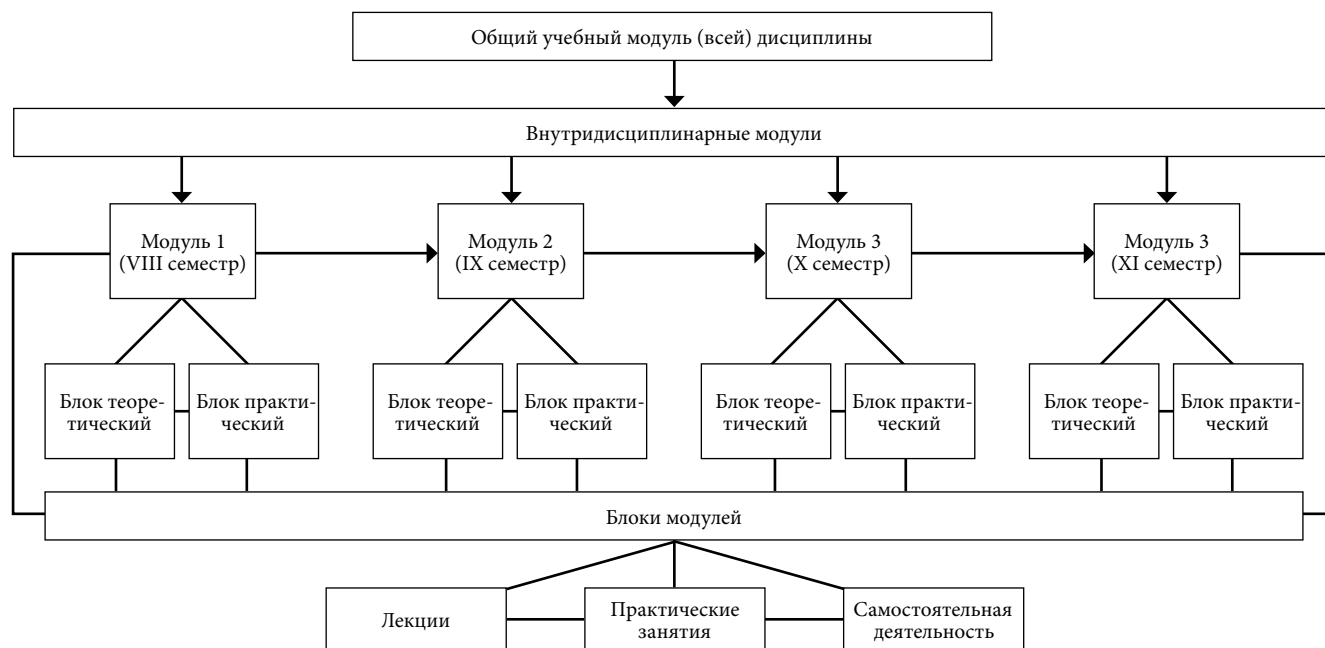 Общий учебный модуль (всей) дисциплины
Внутридисциплинарные модули
Модуль 1
(VIII семестр)
Модуль 2
(IX семестр)
Модуль 3
(X семестр)
Модуль 3
(XI семестр)
Блок теоре-
тический
Блок практи-
ческий
Блок теоре-
тический
Блок практи-
ческий
Блок теоре-
тический
Блок практи-
ческий
Блок теоре-
тический
Блок практи-
ческий
Блоки модулей
Лекции
Практические
занятия
Самостоятельная
деятельность